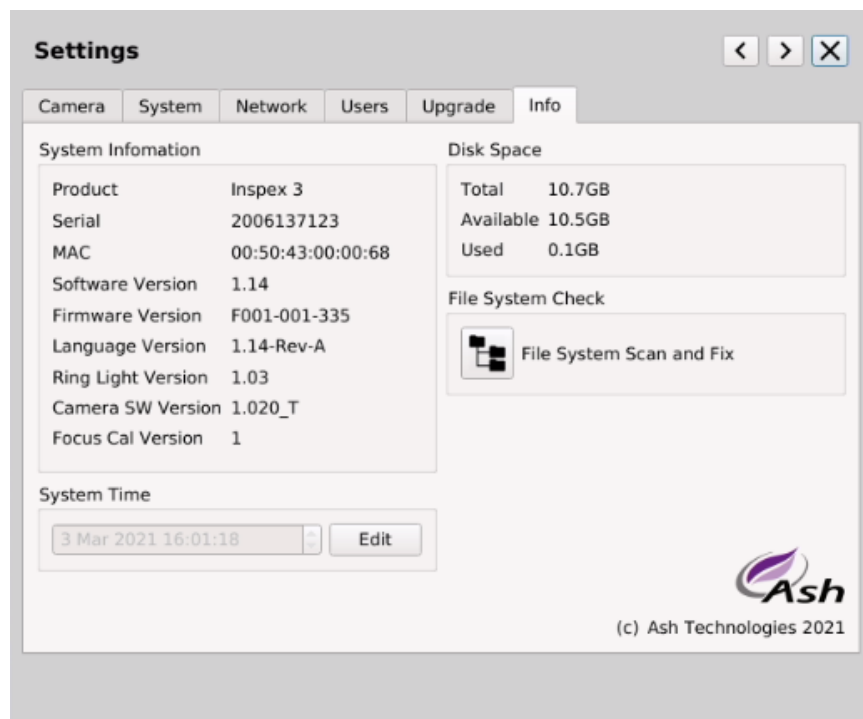 Settings
Camera System Network Users Upgrade Info
System Infomation
Product Inspex 3
Serial 2006137123
MAC 00:50:43:00:00:68
Software Version 1.14
Firmware Version F001-001-335
Language Version 1.14-Rev-A
Ring Light Version 1.03
Camera SW Version 1.020_T
Focus Cal Version 1
System Time
3 Mar 2021 16:01:18 Edit
Disk Space
Total 10.7GB
Available 10.5GB
Used 0.1GB
File System Check
File System Scan and Fix
Ash
(c) Ash Technologies 2021